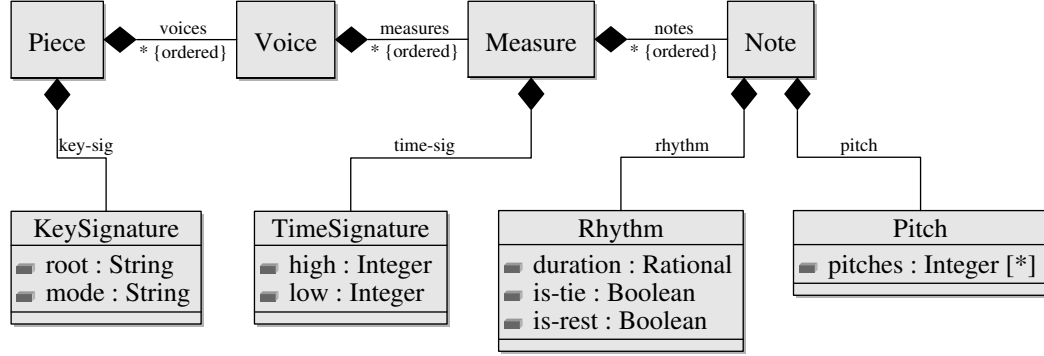 Piece
voices
* {ordered}
Voice
measures
* {ordered}
Measure
notes
* {ordered}
Note
key-sig
time-sig
rhythm
pitch
KeySignature
root : String
mode : String
TimeSignature
high : Integer
low : Integer
Rhythm
duration : Rational
is-tie : Boolean
is-rest : Boolean
Pitch
pitches : Integer [*]